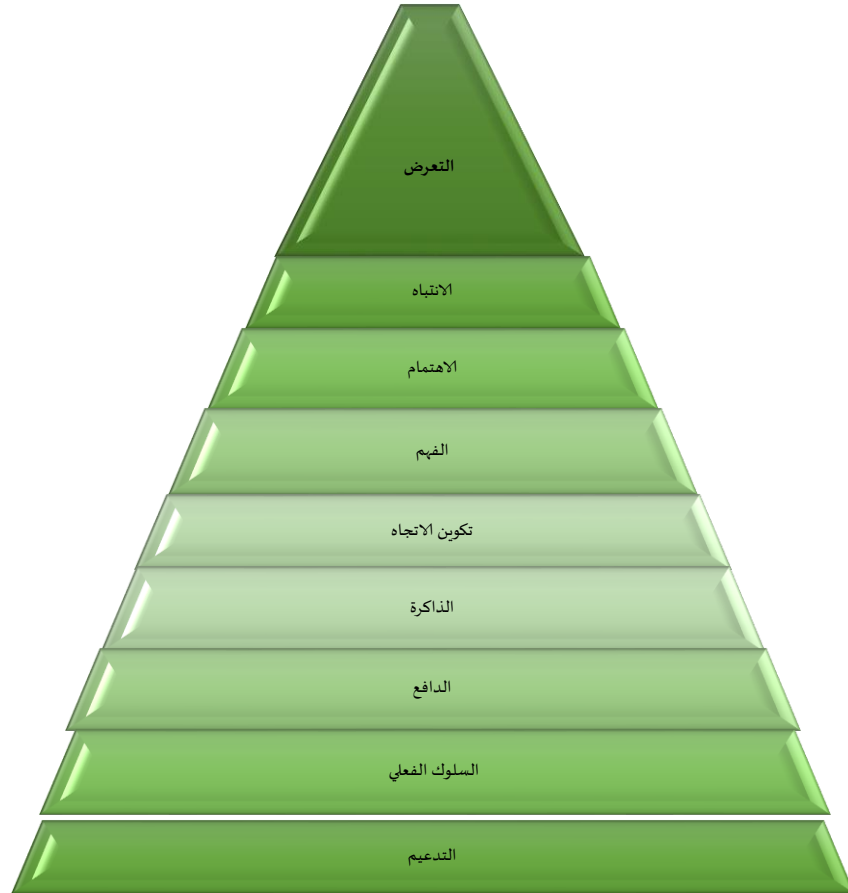 التعرض
الانتباه
الاهتمام
الفهم
تكوين الاتجاه
الذاكرة
الدافع
السلوك الفعلي
التدعيم